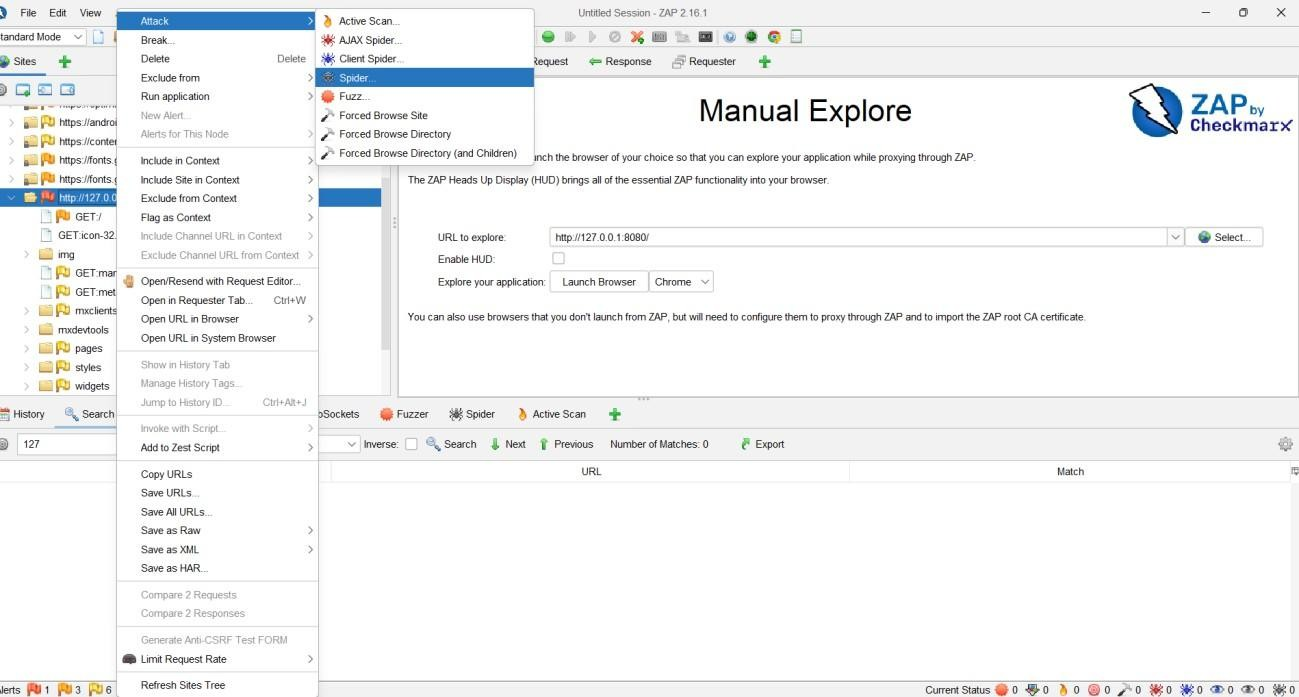 File Edit View Untitled Session - ZAP 2.16.1
Standard Mode
Sites Request Response Requester
Attack
Break...
Delete Delete
Exclude from
Run application
New Alert...
Alerts for This Node
Include in Context
Include Site in Context
Exclude from Context
Flag as Context
Include Channel URL in Context
Exclude Channel URL from Context
Open/Resend with Request Editor...
Open in Requester Tab... Ctrl+W
Open URL in Browser
Open URL in System Browser
Show in History Tab
Manage History Tags...
Jump to History ID... Ctrl+Alt+J
Invoke with Script...
Add to Zest Script
Copy URLs
Save URLs...
Save All URLs...
Save as Raw
Save as XML
Save as HAR...
Compare 2 Requests
Compare 2 Responses
Generate Anti-CSRF Test FORM
Limit Request Rate
Refresh Sites Tree
Active Scan...
AJAX Spider...
Client Spider...
Spider...
Fuzz...
Forced Browse Site
Forced Browse Directory
Forced Browse Directory (and Children)
https://androi
https://conter
https://fonts.g
https://fonts.g
http://127.0.0
GET:/
GET:icon-32.
img
GET:mar
GET:met
mxclients
mxdevtools
pages
styles
widgets
Manual Explore
ZAP by
Checkmarx
nch the browser of your choice so that you can explore your application while proxying through ZAP.
The ZAP Heads Up Display (HUD) brings all of the essential ZAP functionality into your browser.
URL to explore: http://127.0.0.1:8080/ Select...
Enable HUD:
Explore your application: Launch Browser Chrome
You can also use browsers that you don't launch from ZAP, but will need to configure them to proxy through ZAP and to import the ZAP root CA certificate.
History Search oSockets Fuzzer Spider Active Scan
127 Inverse: Search Next Previous Number of Matches: 0 Export
URL Match
Alerts 1 3 6 Current Status 0 0 0 0 0 0 0 0 0 0